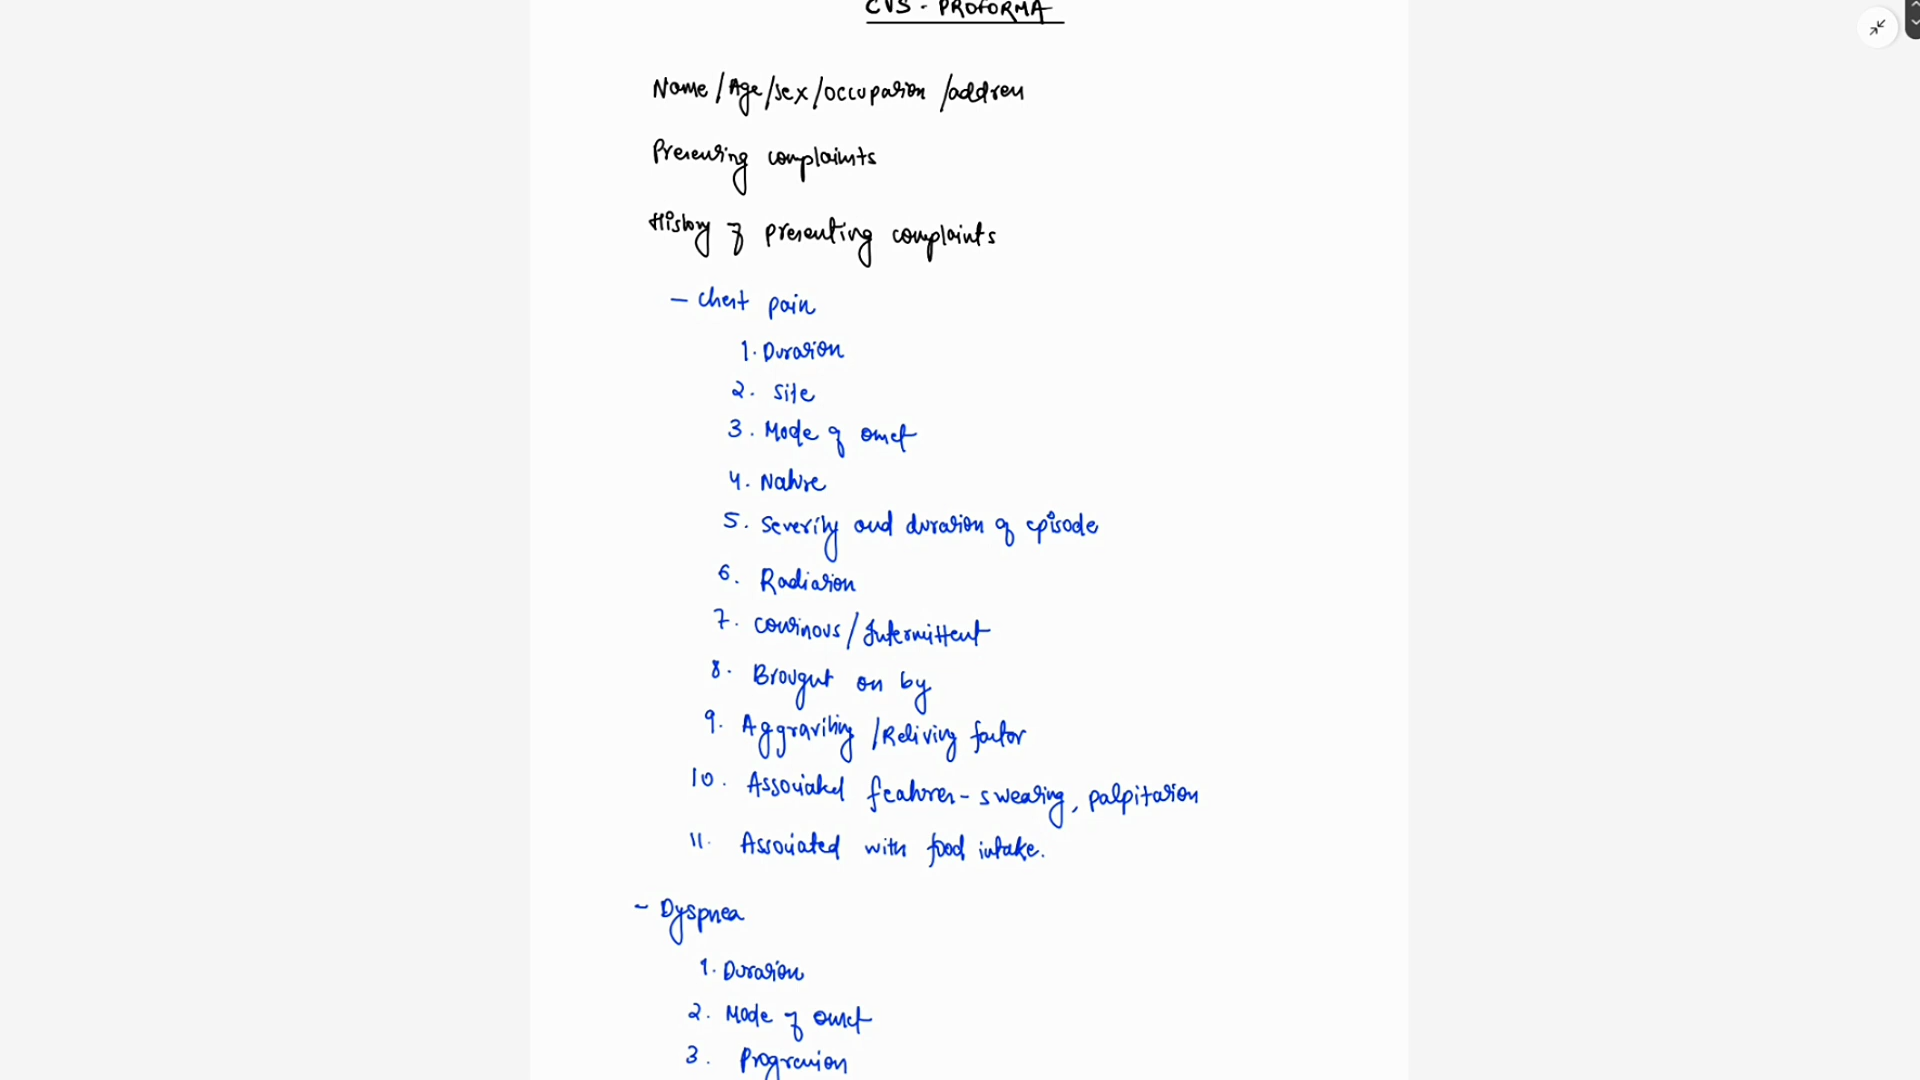 CVS - PROFORMA
Name/Age/sex/occupation/address
Presenting complaints
History of presenting complaints
- chest pain
1. Duration
2. Site
3. Mode of onset
4. Nature
5. Severity and duration of episode
6. Radiation
7. continous/Intermittent
8. Brought on by
9. Aggraviting/Reliving factor
10. Associated features - sweating, palpitation
11. Associated with food intake.
- Dyspnea
1. Duration
2. Mode of onset
3. Progression